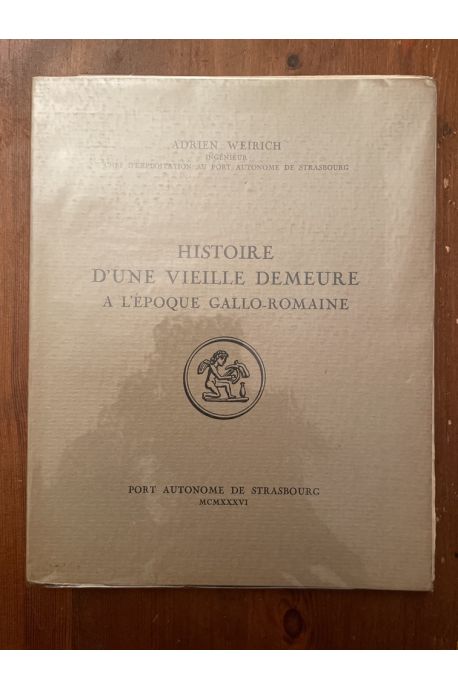 ADRIEN WEIRICH
INGÉNIEUR
CHEF D'EXPLOITATION AU PORT AUTONOME DE STRASBOURG
HISTOIRE
D'UNE VIEILLE DEMEURE
A L'ÉPOQUE GALLO-ROMAINE
PORT AUTONOME DE STRASBOURG
MCMXXXVI